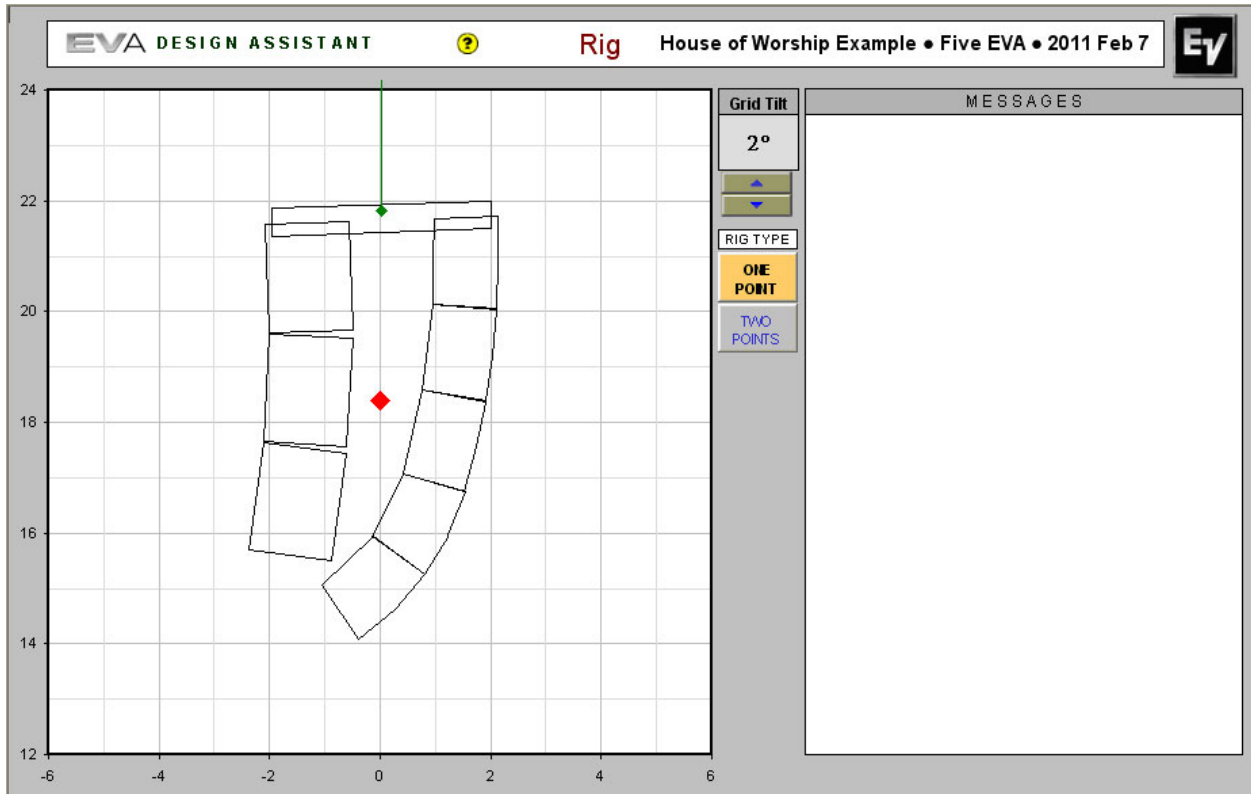 EVA DESIGN ASSISTANT ? Rig House of Worship Example • Five EVA • 2011 Feb 7 EV
Grid Tilt
2°
RIG TYPE
ONE
POINT
TWO
POINTS
MESSAGES
24
22
20
18
16
14
12
-6 -4 -2 0 2 4 6